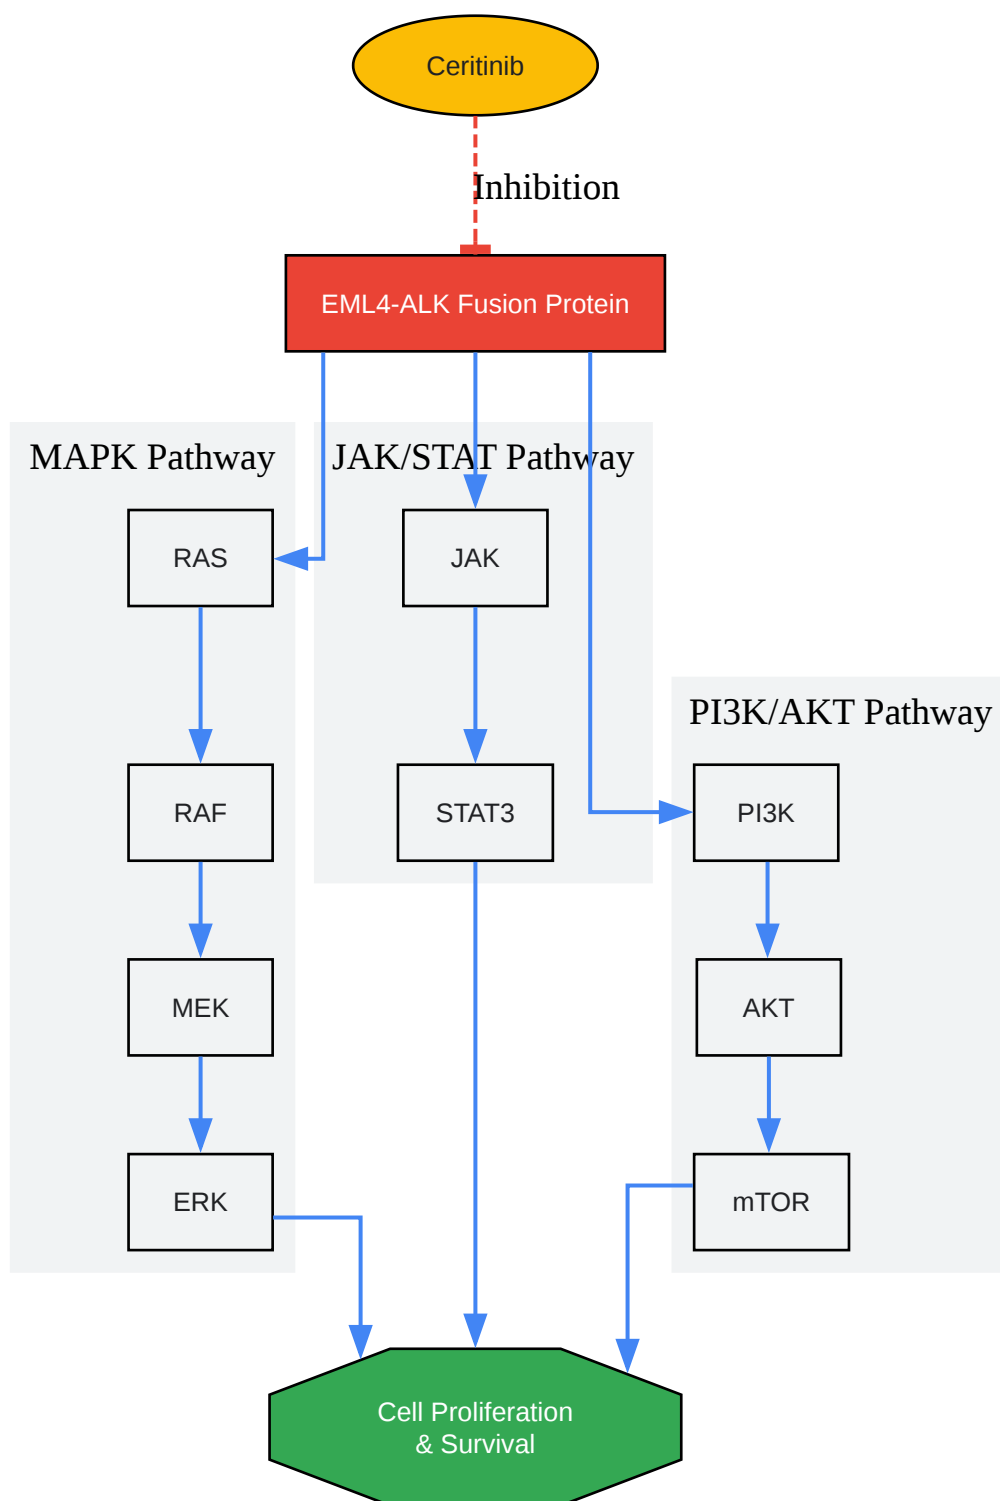 Ceritinib
Inhibition
EML4-ALK Fusion Protein
MAPK Pathway
JAK/STAT Pathway
RAS
JAK
PI3K/AKT Pathway
RAF
STAT3
PI3K
MEK
AKT
ERK
mTOR
Cell Proliferation
& Survival